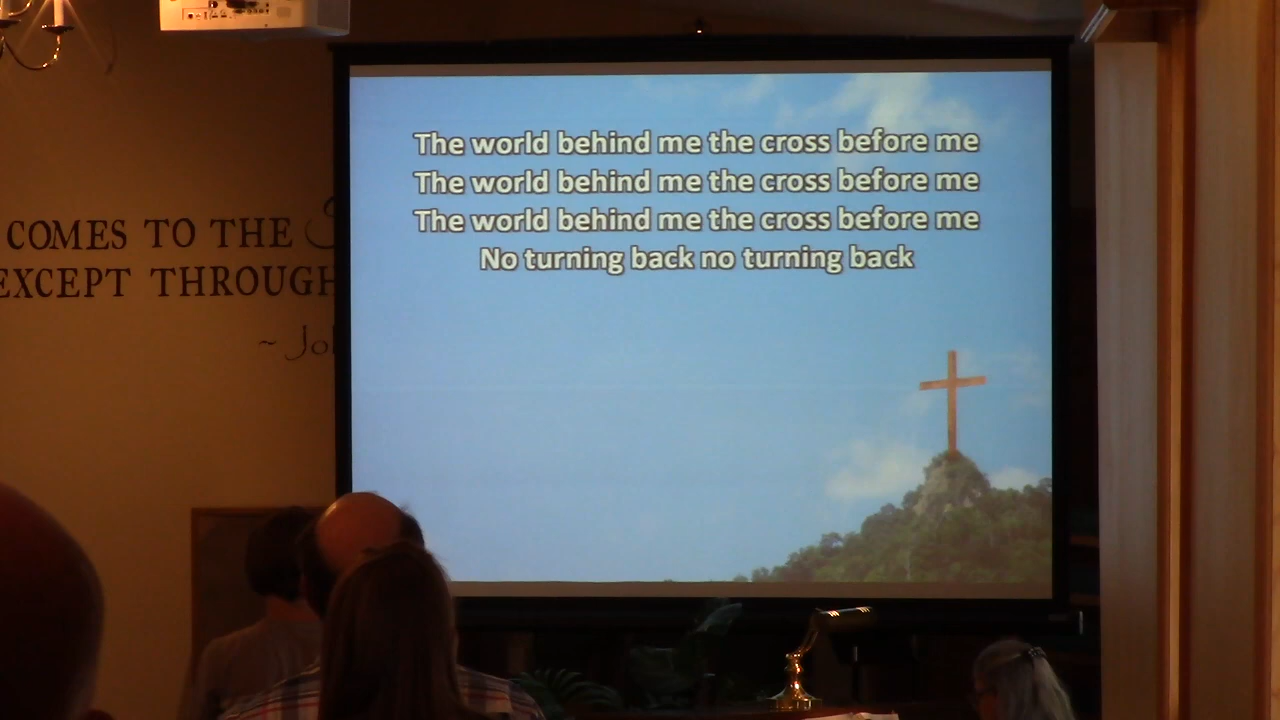 The world behind me the cross before me
The world behind me the cross before me
The world behind me the cross before me
No turning back no turning back
COMES TO THE
EXCEPT THROUGH